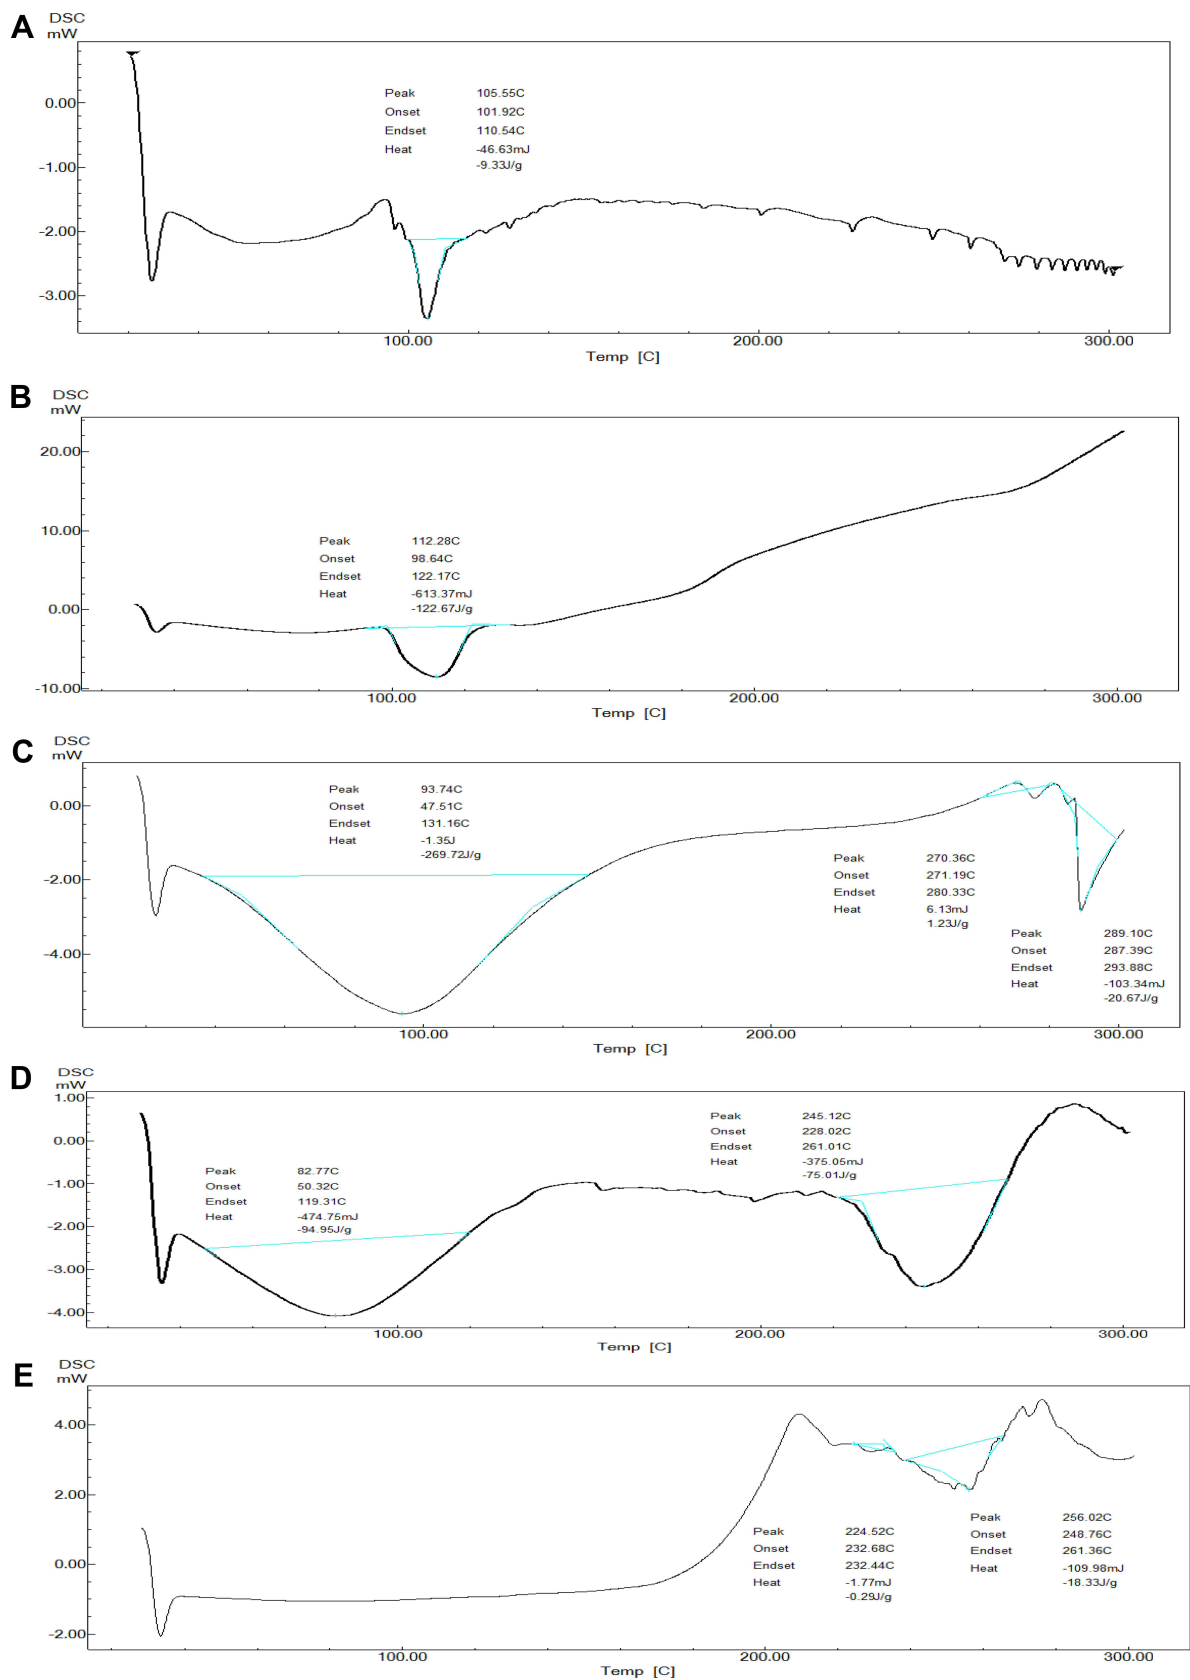 A
DSC
mW
0.00
-1.00
-2.00
-3.00
Peak 105.55C
Onset 101.92C
Endset 110.54C
Heat -46.63mJ
-9.33J/g
100.00 200.00 300.00
Temp [C]
B
DSC
mW
20.00
10.00
0.00
-10.00
Peak 112.28C
Onset 98.64C
Endset 122.17C
Heat -613.37mJ
-122.67J/g
100.00 200.00 300.00
Temp [C]
C
DSC
mW
0.00
-2.00
-4.00
Peak 93.74C
Onset 47.51C
Endset 131.16C
Heat -1.35J
-269.72J/g
Peak 270.36C
Onset 271.19C
Endset 280.33C
Heat 6.13mJ
1.23J/g
Peak 289.10C
Onset 287.39C
Endset 293.88C
Heat -103.34mJ
-20.67J/g
100.00 200.00 300.00
Temp [C]
D
DSC
mW
1.00
0.00
-1.00
-2.00
-3.00
-4.00
Peak 82.77C
Onset 50.32C
Endset 119.31C
Heat -474.75mJ
-94.95J/g
Peak 245.12C
Onset 228.02C
Endset 261.01C
Heat -375.05mJ
-75.01J/g
100.00 200.00 300.00
Temp [C]
E
DSC
mW
4.00
2.00
0.00
-2.00
Peak 224.52C
Onset 232.68C
Endset 232.44C
Heat -1.77mJ
-0.29J/g
Peak 256.02C
Onset 248.76C
Endset 261.36C
Heat -109.98mJ
-18.33J/g
100.00 200.00 300.00
Temp [C]